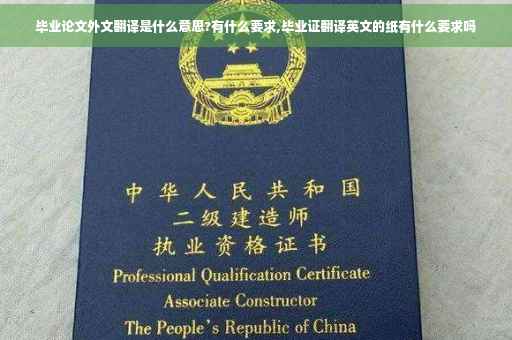 毕业论文外文翻译是什么意思?有什么要求,毕业证翻译英文的纸有什么要求吗
中华人民共和国
二级建造师
执业资格证书
Professional Qualification Certificate
Associate Constructor
The People's Republic of China